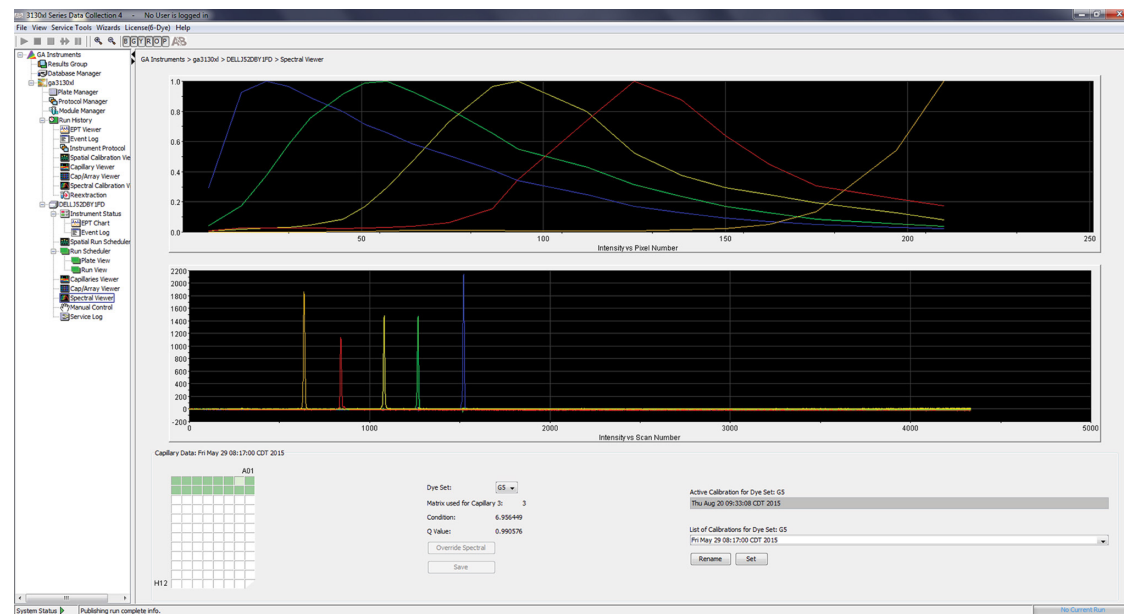 3130xl Series Data Collection 4 - No User is logged in
File View Service Tools Wizards License(6-Dye) Help
B G Y R O P
GA Instruments
Results Group
Database Manager
ga3130xl
Plate Manager
Protocol Manager
Module Manager
Run History
EPT Viewer
Event Log
Instrument Protocol
Spatial Calibration Vie
Capillary Viewer
Cap/Array Viewer
Spectral Calibration V
Reextraction
DELLJS2DBY1FD
Instrument Status
EPT Chart
Event Log
Spatial Run Scheduler
Run Scheduler
Plate View
Run View
Capillaries Viewer
Cap/Array Viewer
Spectral Viewer
Manual Control
Service Log
GA Instruments > ga3130xl > DELLJS2DBY1FD > Spectral Viewer
1.0
0.8
0.6
0.4
0.2
0.0
50 100 150 200 250
Intensity vs Pixel Number
2200
2000
1800
1600
1400
1200
1000
800
600
400
200
0
-200
0 1000 2000 3000 4000 5000
Intensity vs Scan Number
Capillary Data: Fri May 29 08:17:00 CDT 2015
A01
H12
Dye Set: G5
Matrix used for Capillary 3: 3
Condition: 6.956449
Q Value: 0.990576
Override Spectral
Save
Active Calibration for Dye Set: G5
Thu Aug 20 09:33:08 CDT 2015
List of Calibrations for Dye Set: G5
Fri May 29 08:17:00 CDT 2015
Rename Set
System Status Publishing run complete info.
No Current Run